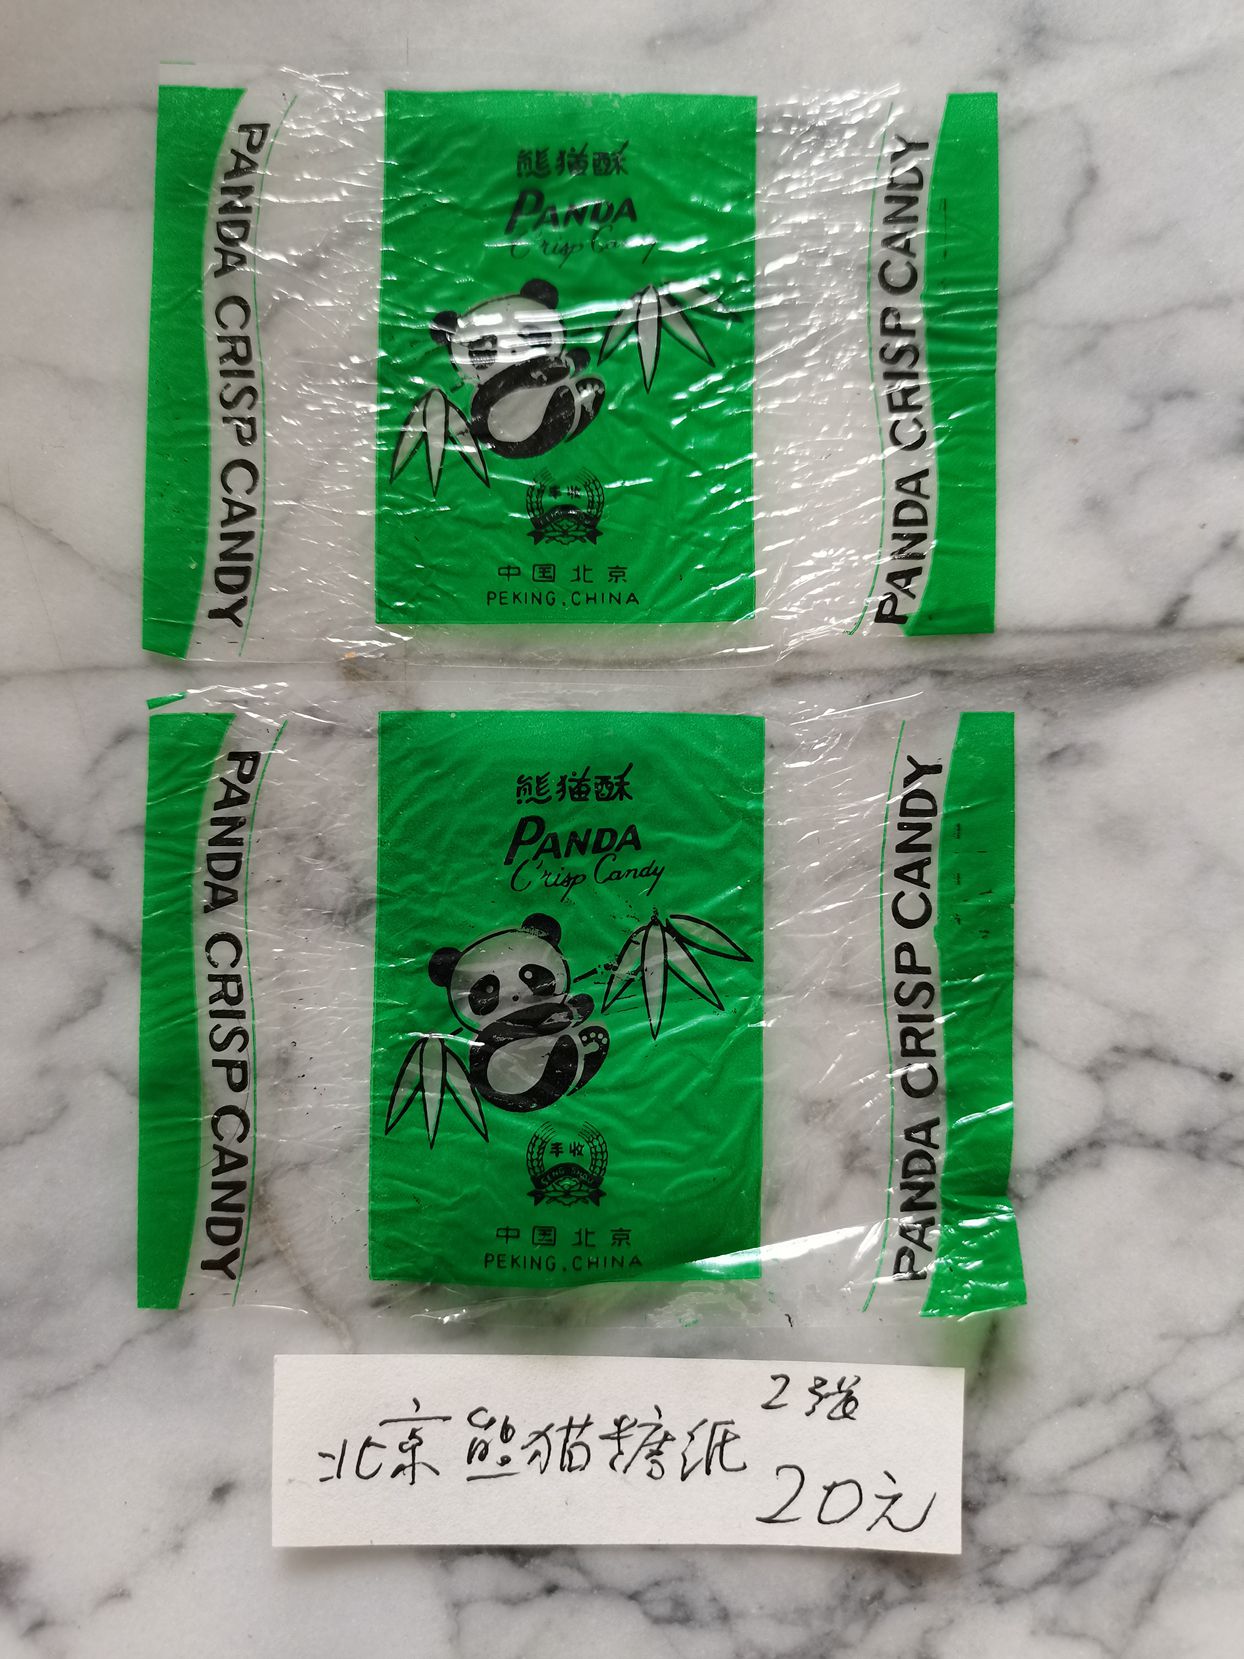 PANDA CRISP CANDY
熊猫酥
PANDA
Crisp Candy
丰收
中国北京
PEKING, CHINA
PANDA CRISP CANDY
PANDA CRISP CANDY
熊猫酥
PANDA
Crisp Candy
丰收
FENG SHOU
中国北京
PEKING, CHINA
PANDA CRISP CANDY
北京熊猫糖纸
2张
20元